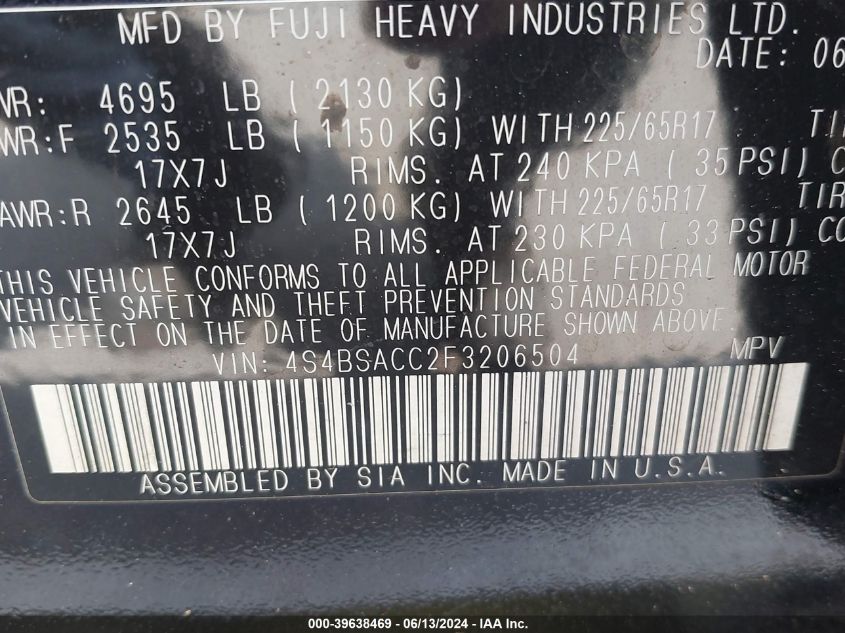 MFD BY FUJI HEAVY INDUSTRIES LTD.
DATE: 06
WR: 4695 LB ( 2130 KG)
WR:F 2535 LB ( 1150 KG) WITH 225/65R17 TI
17X7J RIMS. AT 240 KPA ( 35 PSI) C
AWR:R 2645 LB ( 1200 KG) WITH 225/65R17 TIR
17X7J RIMS. AT 230 KPA ( 33 PSI) CO
THIS VEHICLE CONFORMS TO ALL APPLICABLE FEDERAL MOTOR
VEHICLE SAFETY AND THEFT PREVENTION STANDARDS
IN EFFECT ON THE DATE OF MANUFACTURE SHOWN ABOVE.
VIN: 4S4BSACC2F3206504 MPV
ASSEMBLED BY SIA INC. MADE IN U.S.A.
000-39638469 - 06/13/2024 - IAA Inc.